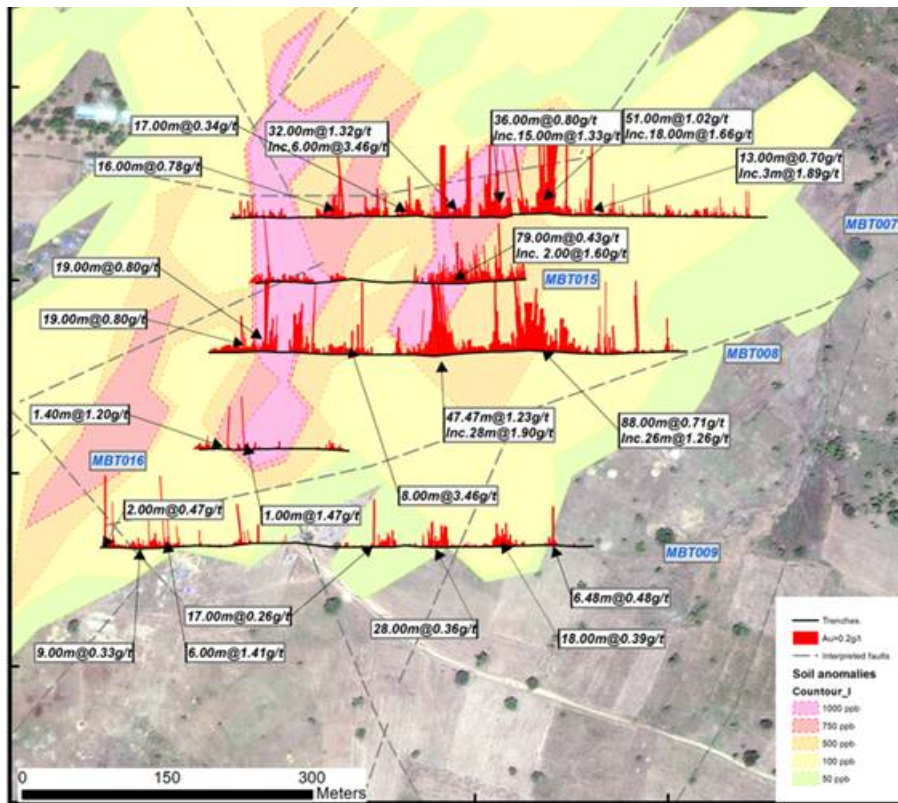 17.00m@0.34g/t
32.00m@1.32g/t
Inc,6.00m@3.46g/t
36.00m@0.80g/t
Inc.15.00m@1.33g/t
51.00m@1.02g/t
Inc.18.00m@1.66g/t
16.00m@0.78g/t
13.00m@0.70g/t
Inc.3m@1.89g/t
MBT007
79.00m@0.43g/t
Inc. 2.00@1.60g/t
19.00m@0.80g/t
MBT015
19.00m@0.80g/t
MBT008
1.40m@1.20g/t
47.47m@1.23g/t
Inc.28m@1.90g/t
88.00m@0.71g/t
Inc.26m@1.26g/t
MBT016
8.00m@3.46g/t
2.00m@0.47g/t
1.00m@1.47g/t
MBT009
6.48m@0.48g/t
17.00m@0.26g/t
28.00m@0.36g/t
18.00m@0.39g/t
9.00m@0.33g/t
6.00m@1.41g/t
Trenches
Au>0.2g/t
Interpreted faults
Soil anomalies
Countour_I
1000 ppb
750 ppb
500 ppb
100 ppb
50 ppb
0 150 300
Meters